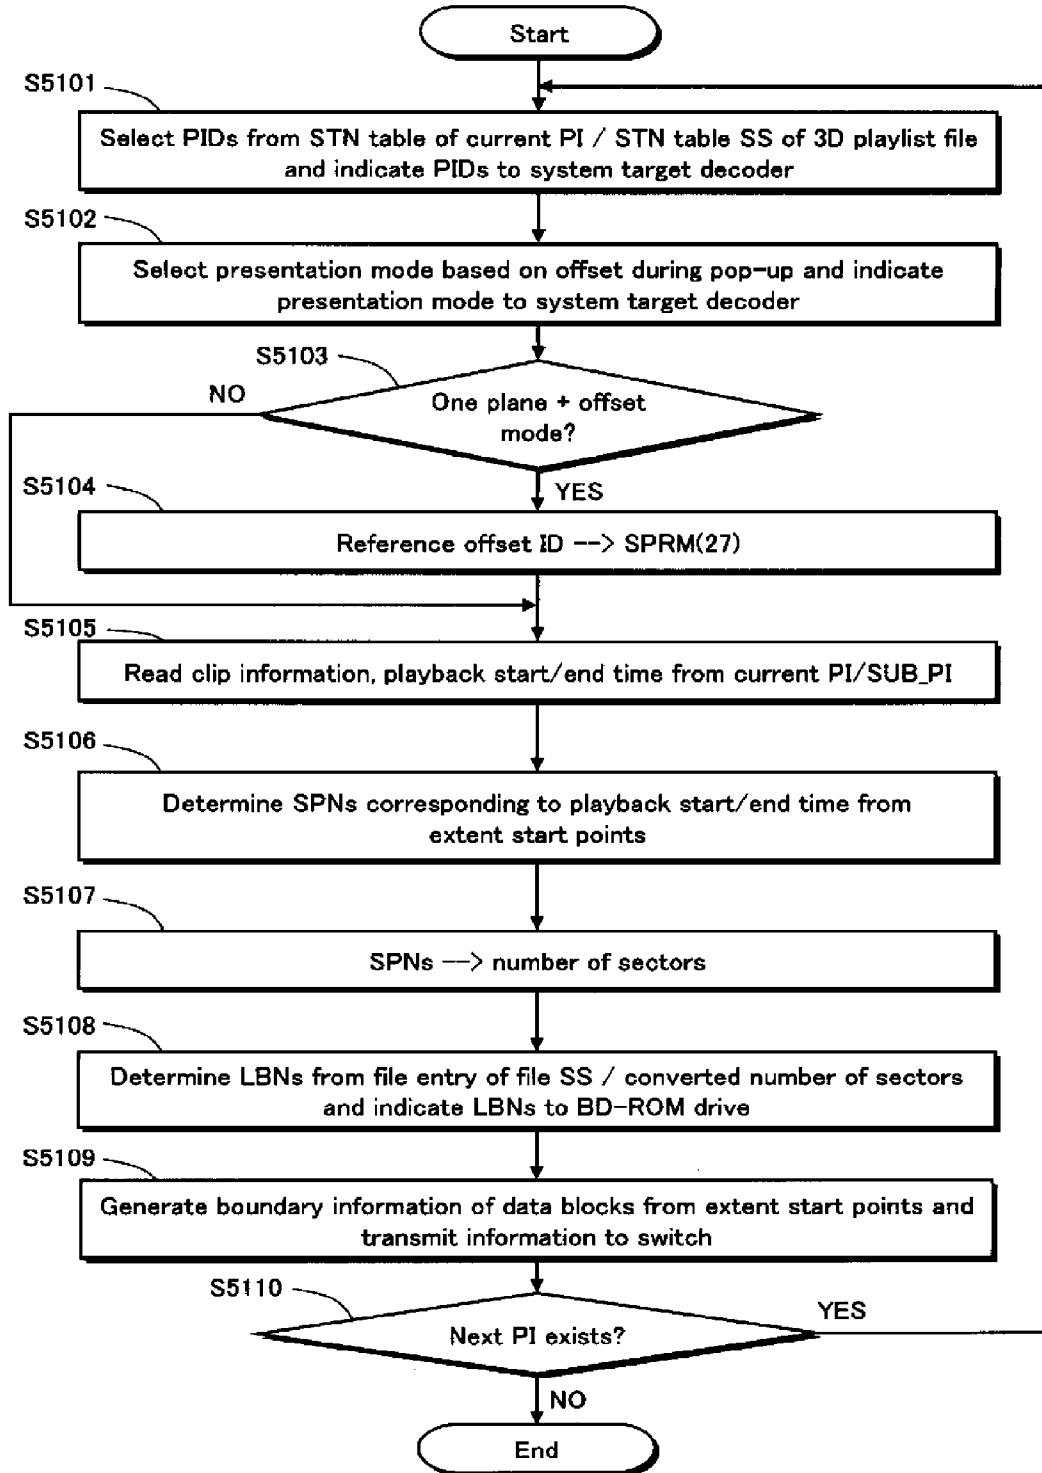 Start
S5101
Select PIDs from STN table of current PI / STN table SS of 3D playlist file
and indicate PIDs to system target decoder
S5102
Select presentation mode based on offset during pop-up and indicate
presentation mode to system target decoder
S5103
NO
One plane + offset
mode?
S5104
YES
Reference offset ID --> SPRM(27)
S5105
Read clip information, playback start/end time from current PI/SUB_PI
S5106
Determine SPNs corresponding to playback start/end time from
extent start points
S5107
SPNs --> number of sectors
S5108
Determine LBNs from file entry of file SS / converted number of sectors
and indicate LBNs to BD-ROM drive
S5109
Generate boundary information of data blocks from extent start points and
transmit information to switch
S5110
YES
Next PI exists?
NO
End